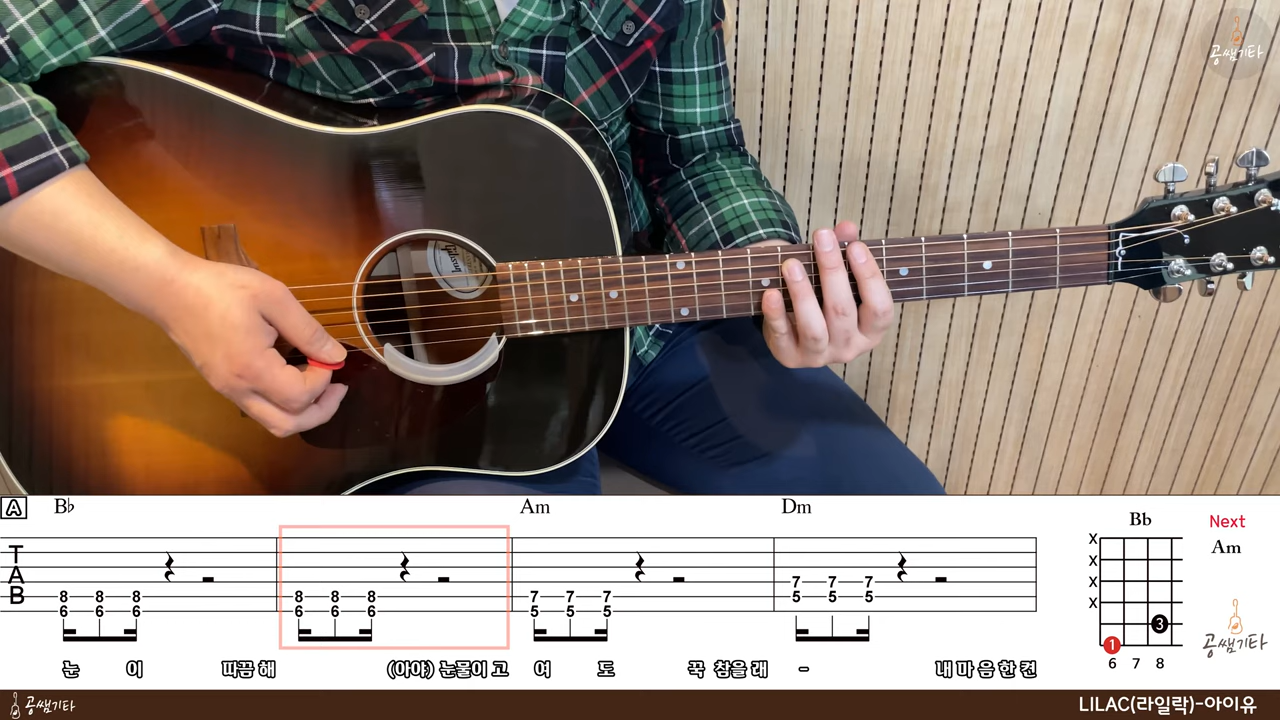 공쌤기타
Gibson
A B♭ Am Dm
T
A
B
8 8 8 8 8 8 7 7 7 7 7 7
6 6 6 6 6 6 5 5 5 5 5 5
눈 이 따끔 해 (아야) 눈물이 고 여 도 꾹 참을 래 - 내 마 음 한 켠
Bb
X
X
X
X
3
1
6 7 8
Next
Am
공쌤기타
공쌤기타
LILAC(라일락)-아이유